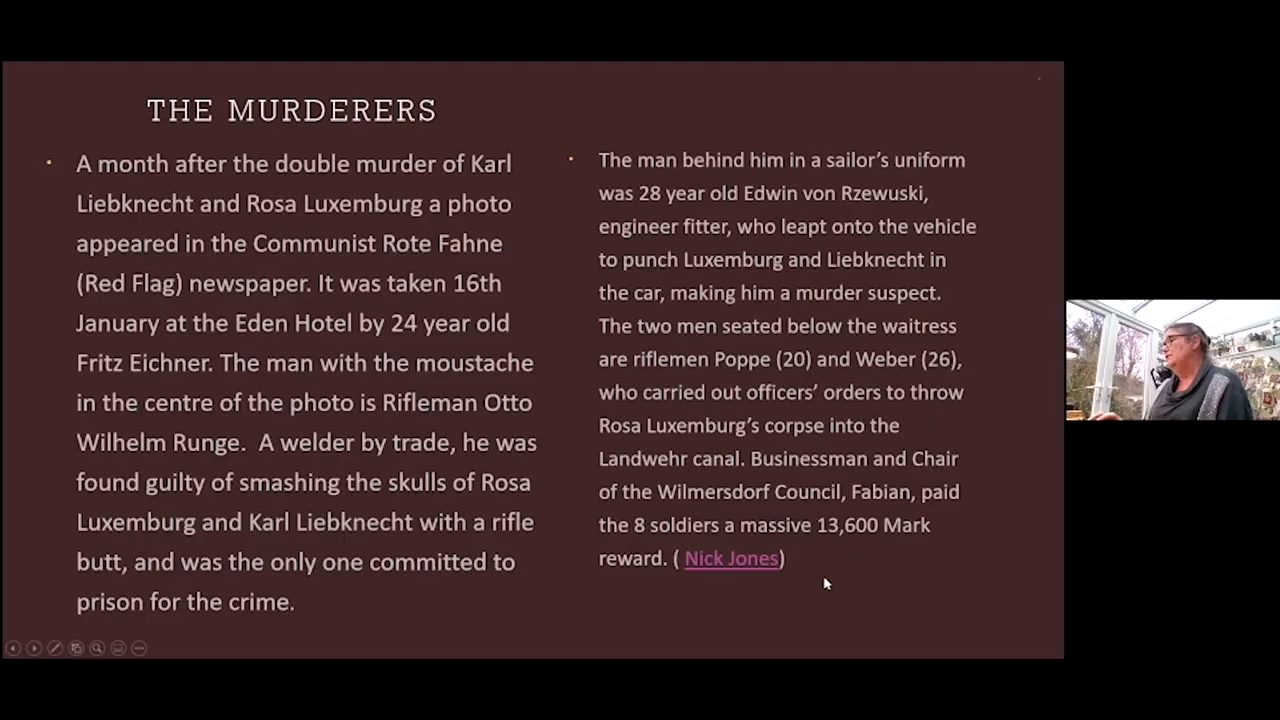 THE MURDERERS
A month after the double murder of Karl
Liebknecht and Rosa Luxemburg a photo
appeared in the Communist Rote Fahne
(Red Flag) newspaper. It was taken 16th
January at the Eden Hotel by 24 year old
Fritz Eichner. The man with the moustache
in the centre of the photo is Rifleman Otto
Wilhelm Runge.  A welder by trade, he was
found guilty of smashing the skulls of Rosa
Luxemburg and Karl Liebknecht with a rifle
butt, and was the only one committed to
prison for the crime.
The man behind him in a sailor's uniform
was 28 year old Edwin von Rzewuski,
engineer fitter, who leapt onto the vehicle
to punch Luxemburg and Liebknecht in
the car, making him a murder suspect.
The two men seated below the waitress
are riflemen Poppe (20) and Weber (26),
who carried out officers' orders to throw
Rosa Luxemburg's corpse into the
Landwehr canal. Businessman and Chair
of the Wilmersdorf Council, Fabian, paid
the 8 soldiers a massive 13,600 Mark
reward. ( Nick Jones)